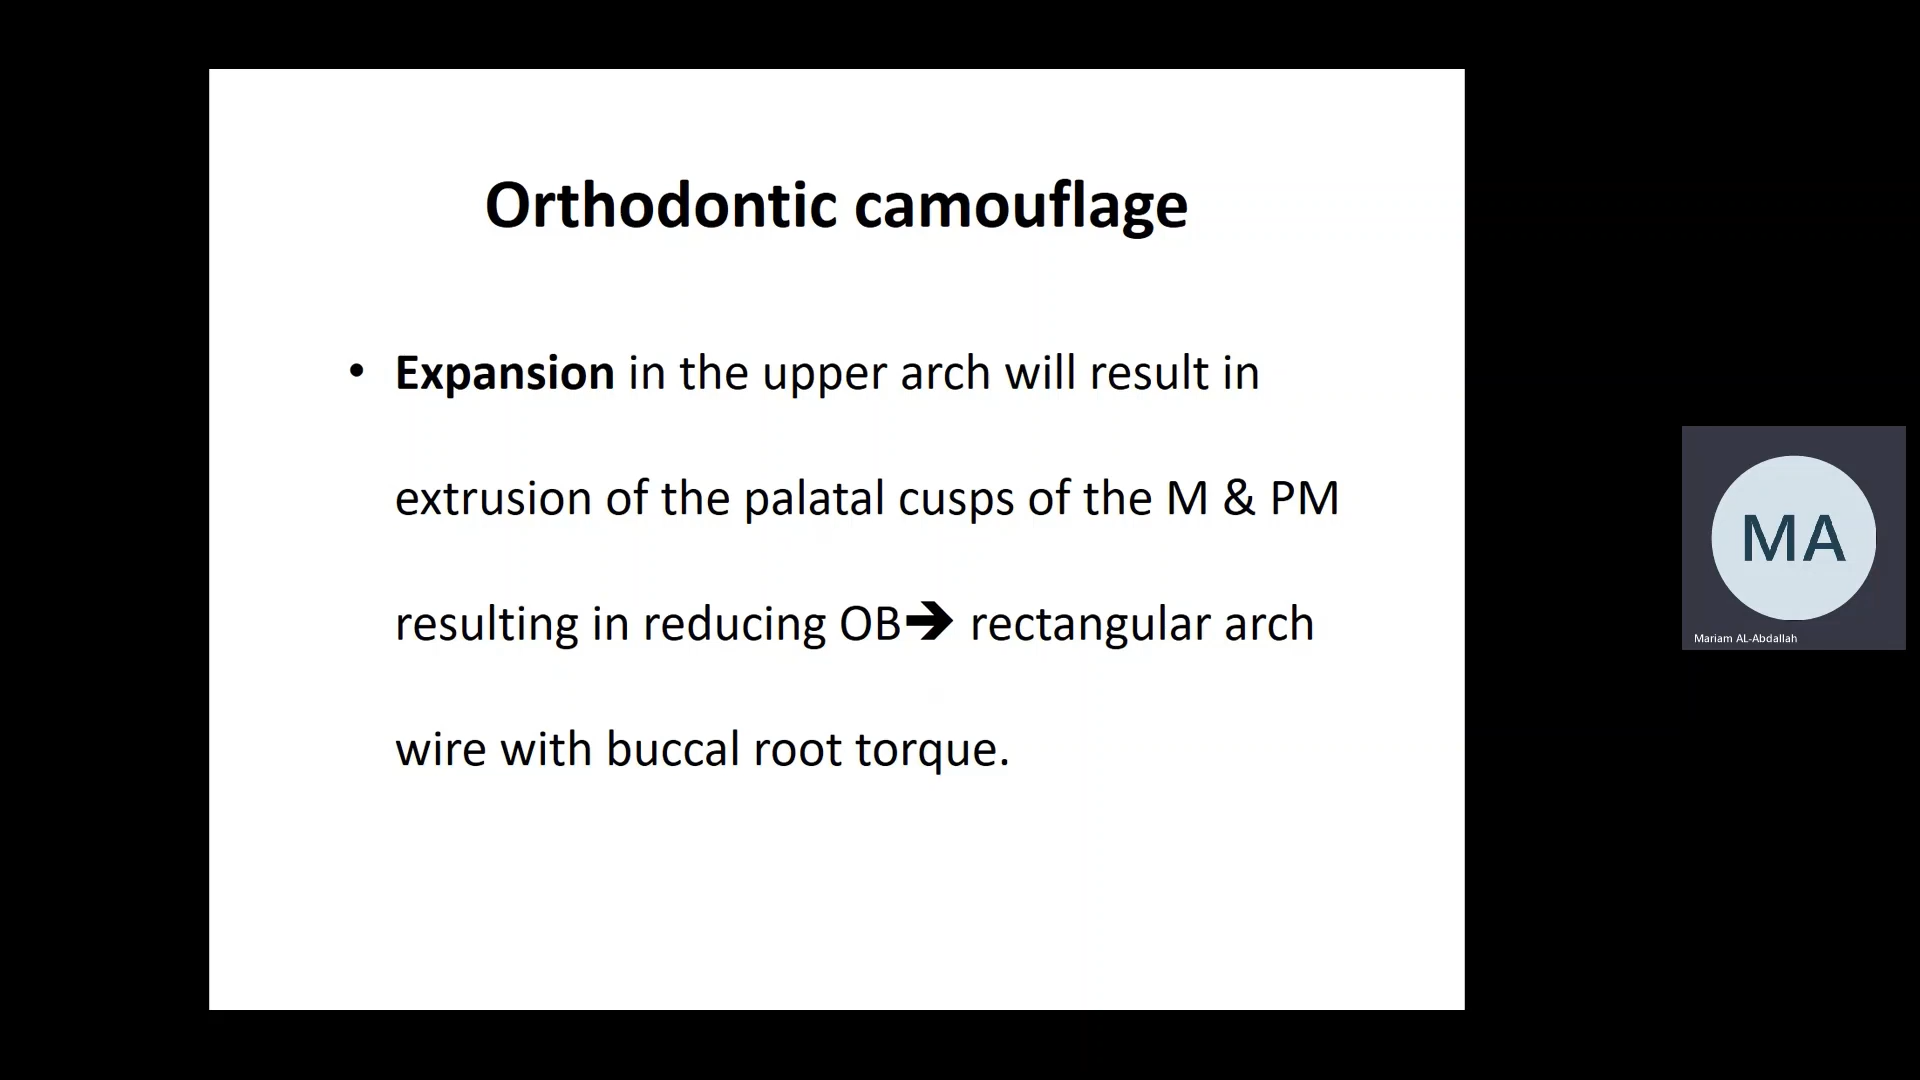 Orthodontic camouflage
• Expansion in the upper arch will result in
extrusion of the palatal cusps of the M & PM
resulting in reducing OB➔ rectangular arch
wire with buccal root torque.
MA
Mariam AL-Abdallah